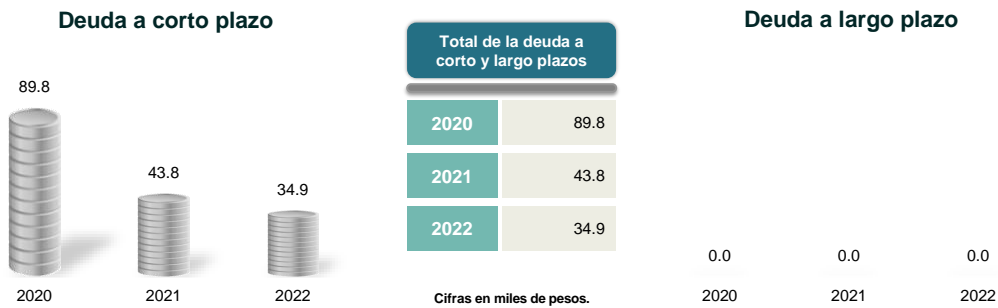 Deuda a corto plazo
89.8
43.8
34.9
2020
2021
2022
Total de la deuda a
corto y largo plazos
2020 89.8
2021 43.8
2022 34.9
Cifras en miles de pesos.
Deuda a largo plazo
0.0 0.0 0.0
2020 2021 2022